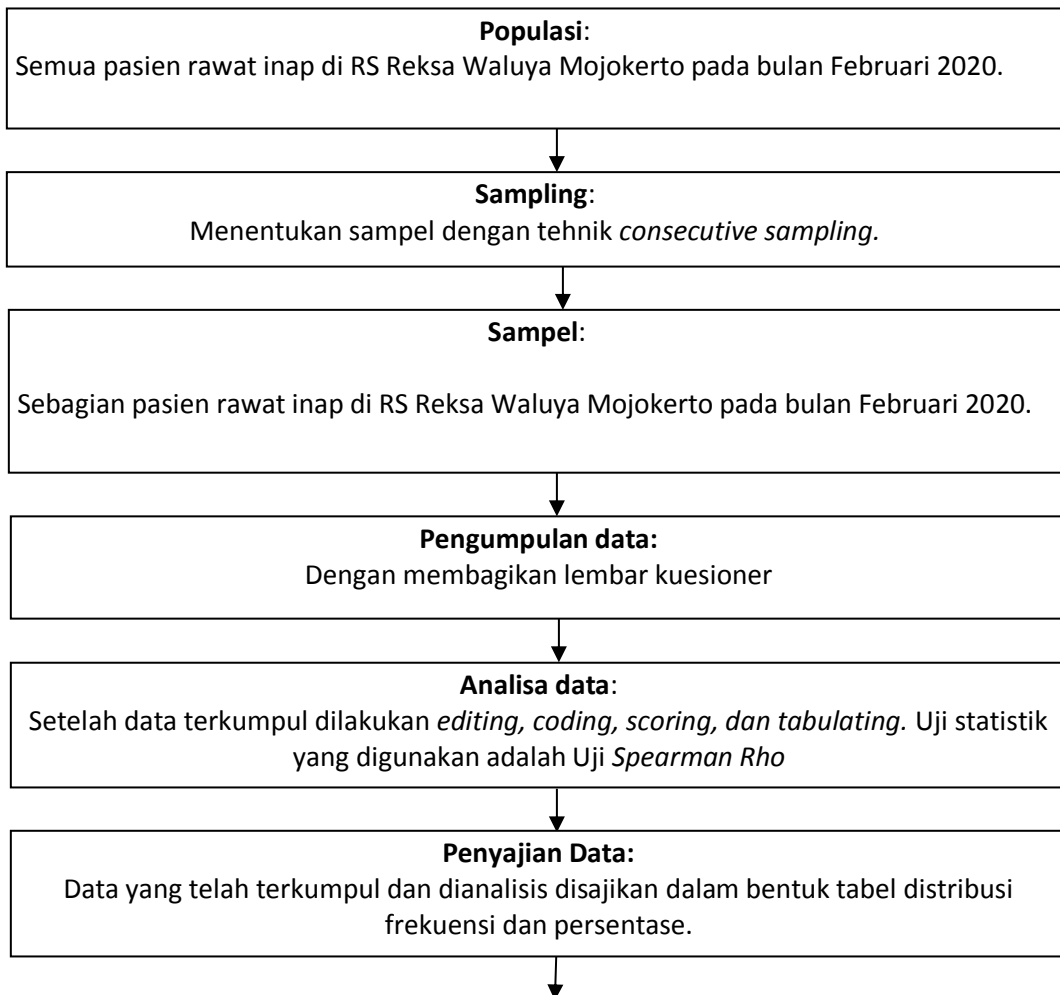 Populasi:
Semua pasien rawat inap di RS Reksa Waluya Mojokerto pada bulan Februari 2020.
Sampling:
Menentukan sampel dengan tehnik consecutive sampling.
Sampel:
Sebagian pasien rawat inap di RS Reksa Waluya Mojokerto pada bulan Februari 2020.
Pengumpulan data:
Dengan membagikan lembar kuesioner
Analisa data:
Setelah data terkumpul dilakukan editing, coding, scoring, dan tabulating. Uji statistik
yang digunakan adalah Uji Spearman Rho
Penyajian Data:
Data yang telah terkumpul dan dianalisis disajikan dalam bentuk tabel distribusi
frekuensi dan persentase.